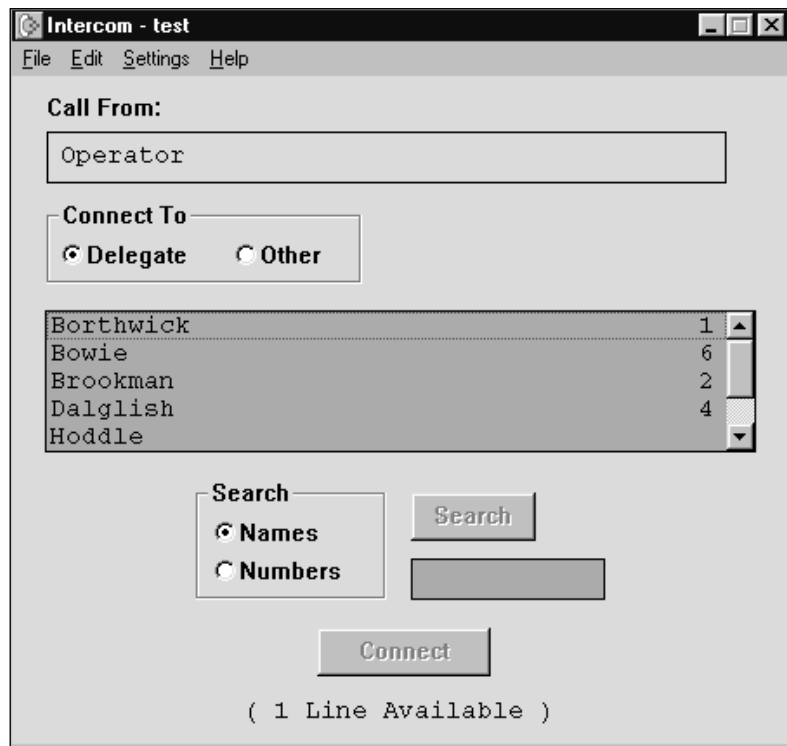 Intercom - test
File Edit Settings Help
Call From:
Operator
Connect To
Delegate Other
Borthwick 1
Bowie 6
Brookman 2
Dalglish 4
Hoddle
Search
Search
Names
Numbers
Connect
( 1 Line Available )